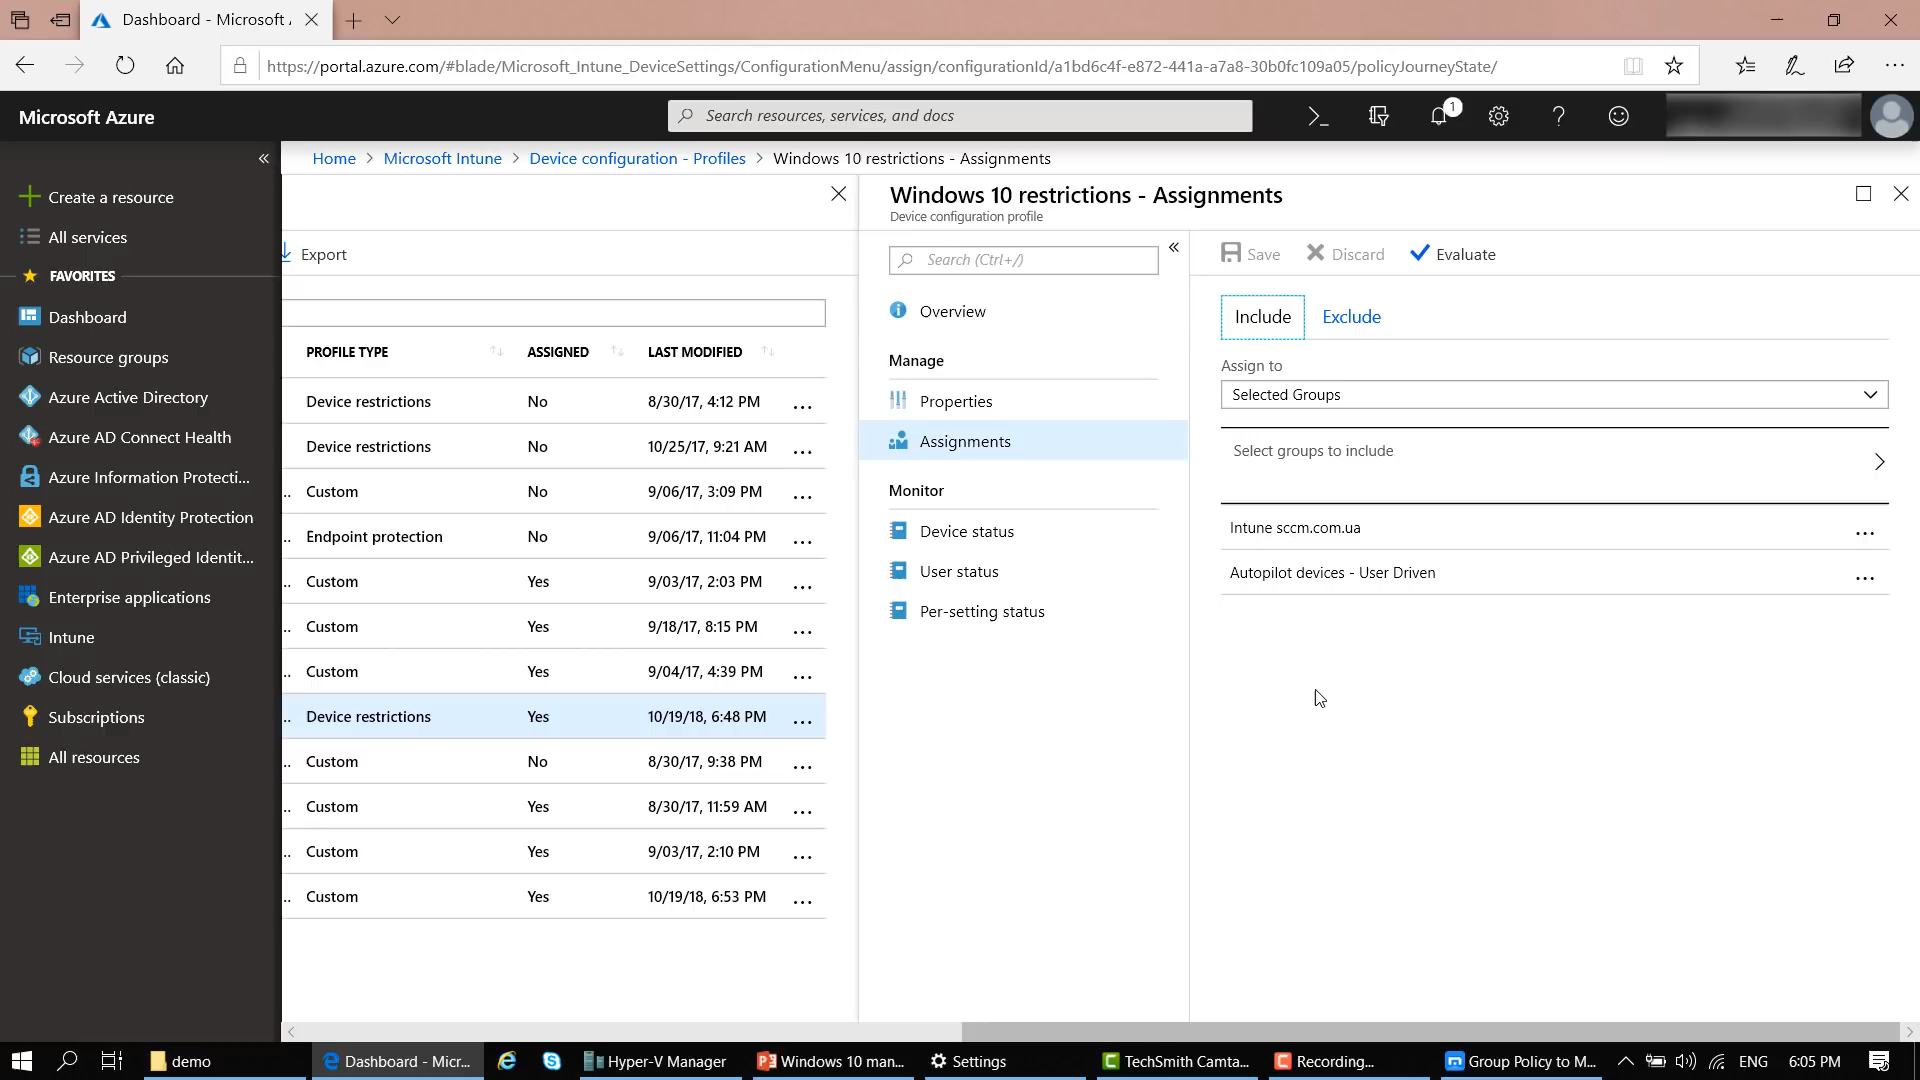 Dashboard - Microsoft A
https://portal.azure.com/#blade/Microsoft_Intune_DeviceSettings/ConfigurationMenu/assign/configurationId/a1bd6c4f-e872-441a-a7a8-30b0fc109a05/policyJourneyState/
Microsoft Azure
Search resources, services, and docs
1
Home > Microsoft Intune > Device configuration - Profiles > Windows 10 restrictions - Assignments
Create a resource
All services
FAVORITES
Dashboard
Resource groups
Azure Active Directory
Azure AD Connect Health
Azure Information Protecti...
Azure AD Identity Protection
Azure AD Privileged Identit...
Enterprise applications
Intune
Cloud services (classic)
Subscriptions
All resources
Export
PROFILE TYPE ASSIGNED LAST MODIFIED
Device restrictions No 8/30/17, 4:12 PM ...
Device restrictions No 10/25/17, 9:21 AM ...
.. Custom No 9/06/17, 3:09 PM ...
.. Endpoint protection No 9/06/17, 11:04 PM ...
.. Custom Yes 9/03/17, 2:03 PM ...
.. Custom Yes 9/18/17, 8:15 PM ...
.. Custom Yes 9/04/17, 4:39 PM ...
.. Device restrictions Yes 10/19/18, 6:48 PM ...
.. Custom No 8/30/17, 9:38 PM ...
.. Custom Yes 8/30/17, 11:59 AM ...
.. Custom Yes 9/03/17, 2:10 PM ...
.. Custom Yes 10/19/18, 6:53 PM ...
Windows 10 restrictions - Assignments
Device configuration profile
Search (Ctrl+/)
Overview
Manage
Properties
Assignments
Monitor
Device status
User status
Per-setting status
Save Discard Evaluate
Include Exclude
Assign to
Selected Groups
Select groups to include
Intune sccm.com.ua ...
Autopilot devices - User Driven ...
demo
Dashboard - Micr...
Hyper-V Manager
Windows 10 man...
Settings
TechSmith Camta...
Recording...
Group Policy to M...
ENG
6:05 PM